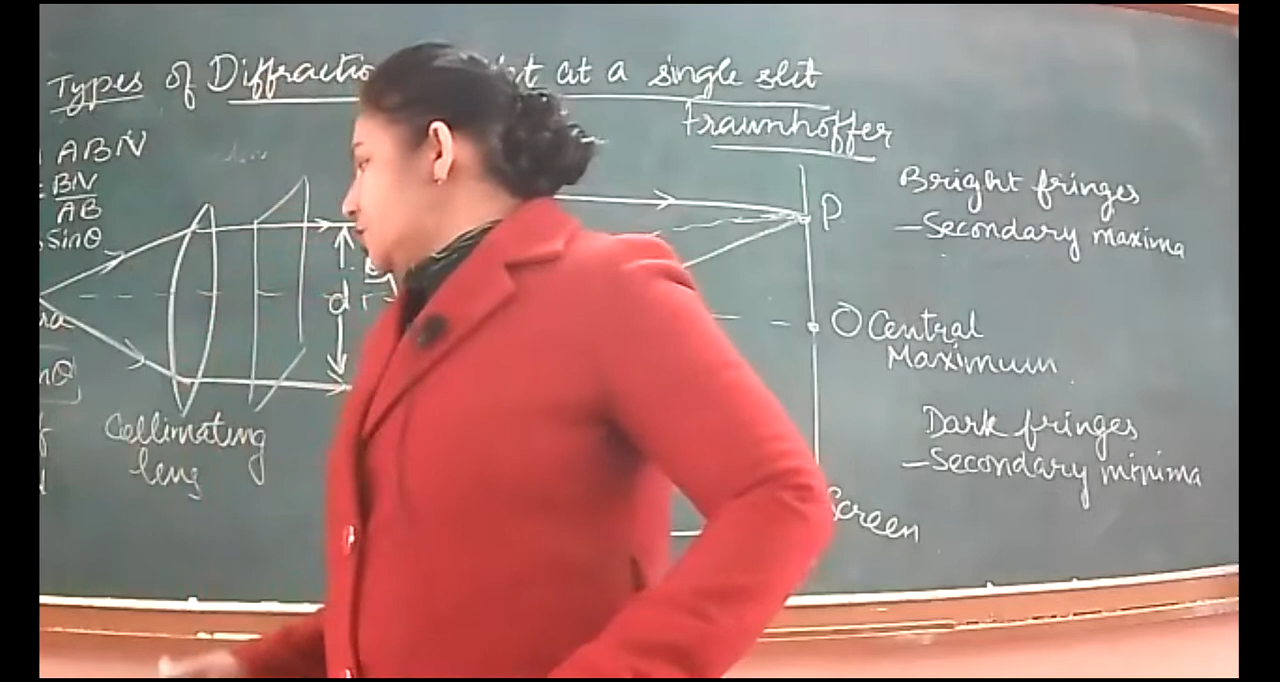 Types of Diffraction at a single slit
Fraunhoffer
ABN
BN
AB
sinθ
Bright fringes
-Secondary maxima
P
d
O Central
Maximum
Dark fringes
-Secondary minima
Collimating
lens
Screen